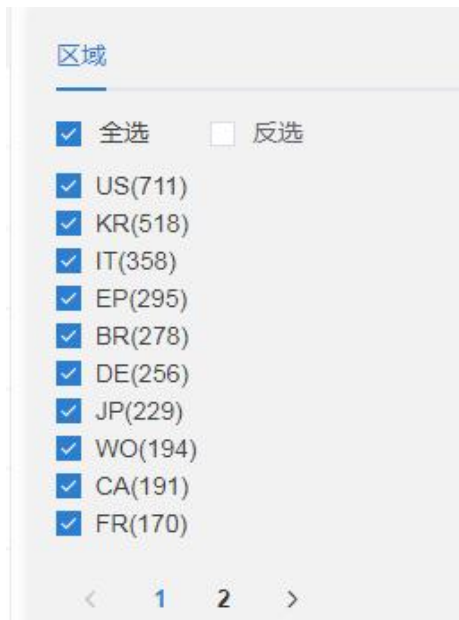 区域
全选 反选
US(711)
KR(518)
IT(358)
EP(295)
BR(278)
DE(256)
JP(229)
WO(194)
CA(191)
FR(170)
< 1 2 >